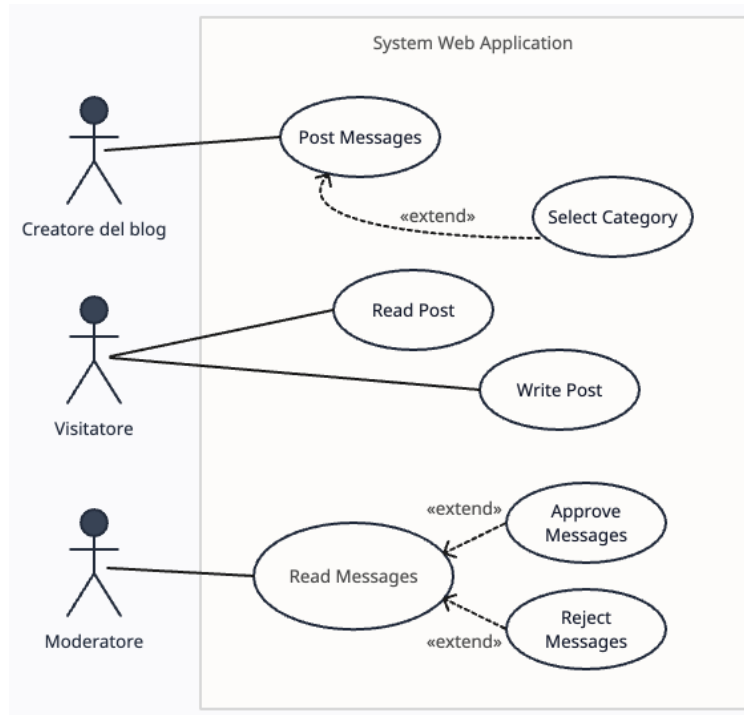 System Web Application
Post Messages
Creatore del blog
«extend»
Select Category
Read Post
Write Post
Visitatore
«extend»
Approve
Messages
Read Messages
Moderatore
«extend»
Reject
Messages